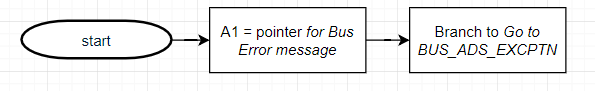 start
A1 = pointer for Bus
Error message
Branch to Go to
BUS_ADS_EXCPTN